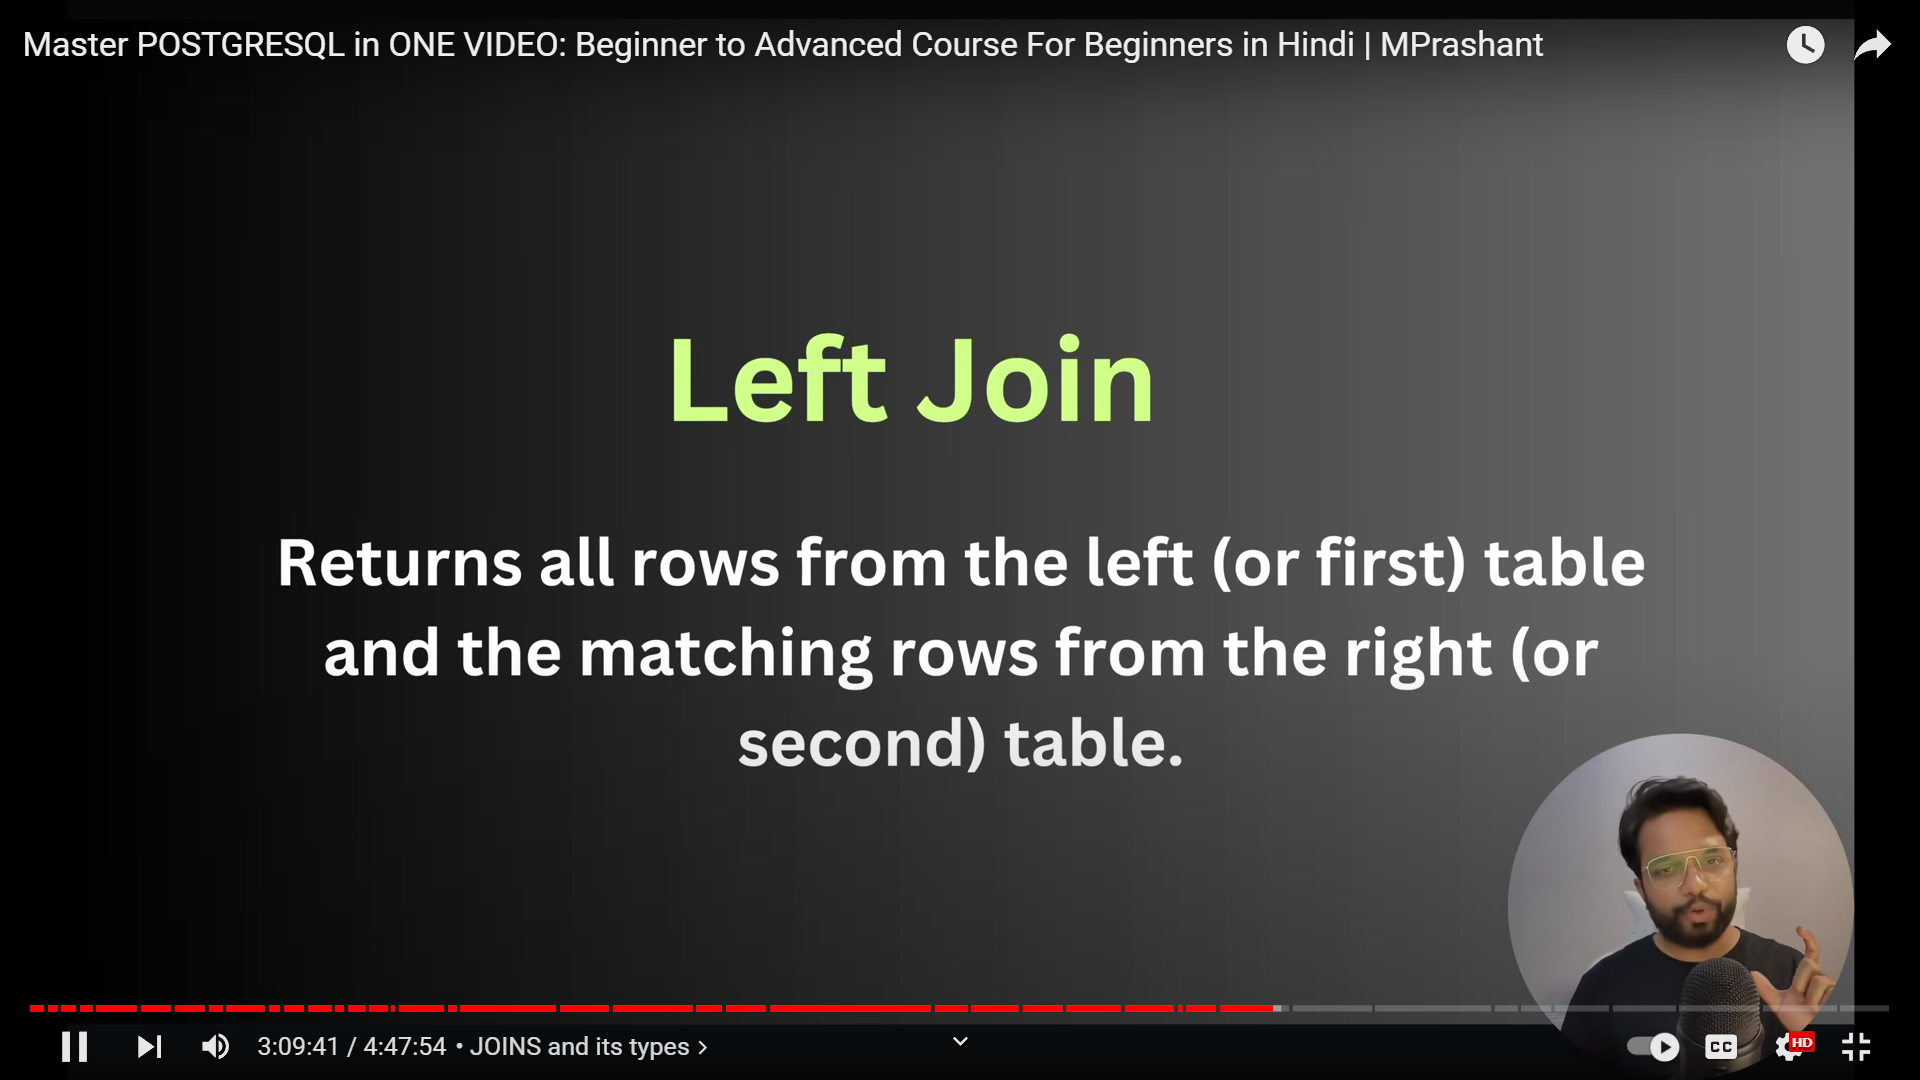 Master POSTGRESQL in ONE VIDEO: Beginner to Advanced Course For Beginners in Hindi | MPrashant
Left Join
Returns all rows from the left (or first) table
and the matching rows from the right (or
second) table.
3:09:41 / 4:47:54 • JOINS and its types
CC
HD